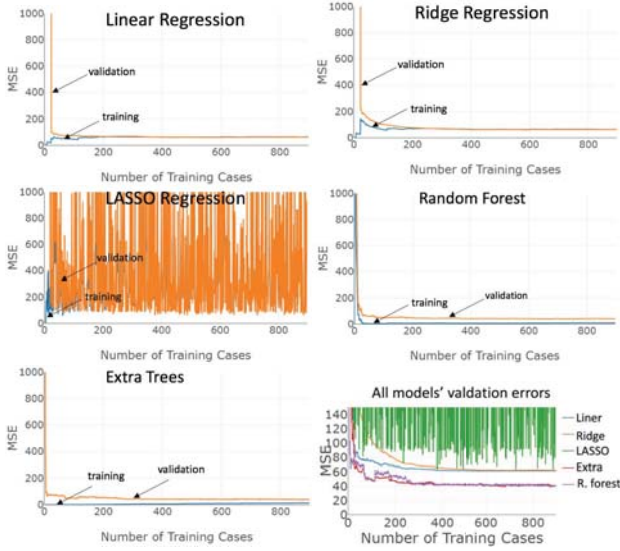 Linear Regression
1000
800
600
400
200
0
MSE
validation
training
0 200 400 600 800
Number of Training Cases
Ridge Regression
1000
800
600
400
200
0
MSE
validation
training
0 200 400 600 800
Number of Training Cases
LASSO Regression
1000
800
600
400
200
0
MSE
validation
training
0 200 400 600 800
Number of Training Cases
Random Forest
1000
800
600
400
200
0
MSE
training
validation
0 200 400 600 800
Number of Training Cases
Extra Trees
1000
800
600
400
200
0
MSE
training
validation
0 200 400 600 800
Number of Training Cases
All models' valdation errors
140
120
100
80
60
40
20
0
MSE
Liner
Ridge
LASSO
Extra
R. forest
0 200 400 600 800
Number of Training Cases